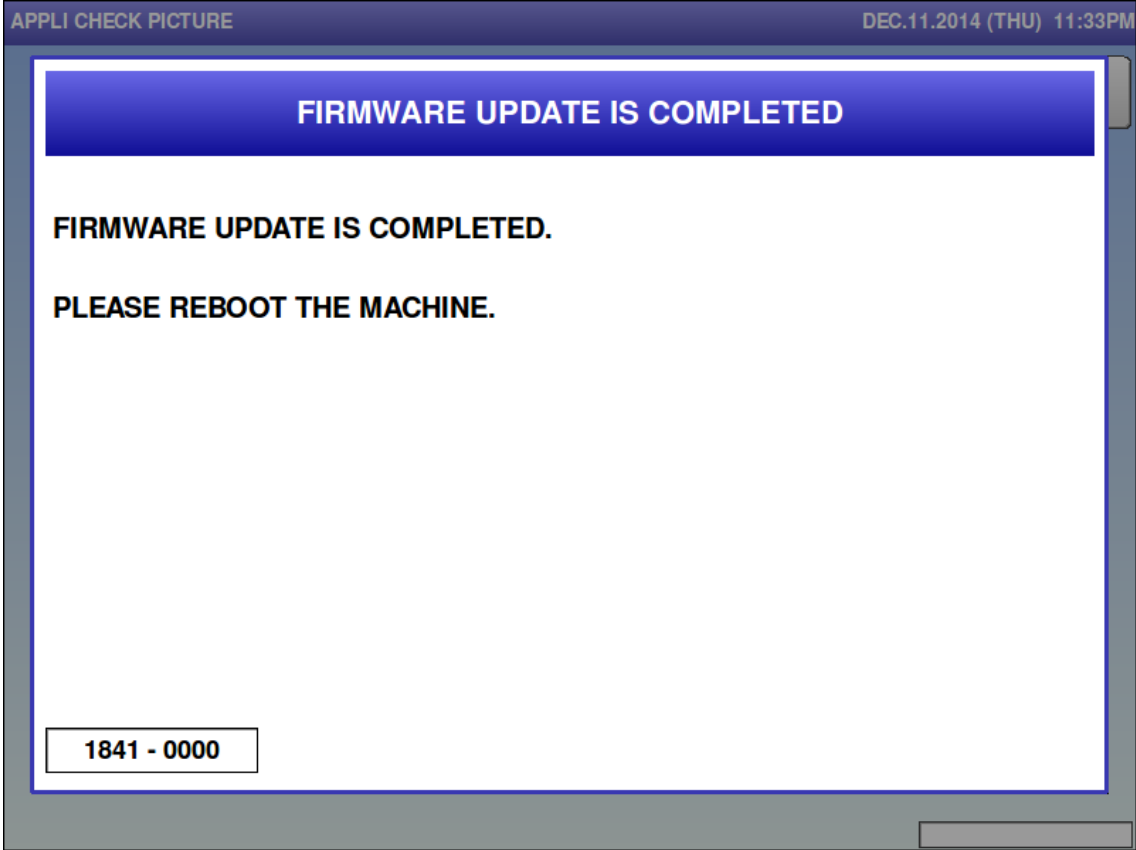 APPLI CHECK PICTURE DEC.11.2014 (THU) 11:33PM
FIRMWARE UPDATE IS COMPLETED
FIRMWARE UPDATE IS COMPLETED.
PLEASE REBOOT THE MACHINE.
1841 - 0000